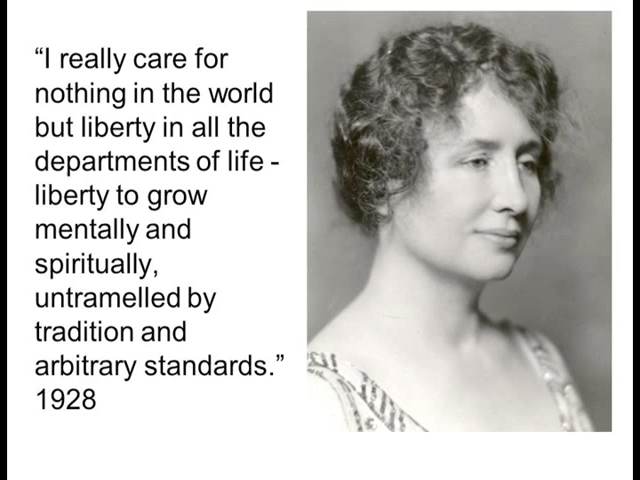 “I really care for
nothing in the world
but liberty in all the
departments of life -
liberty to grow
mentally and
spiritually,
untramelled by
tradition and
arbitrary standards.”
1928